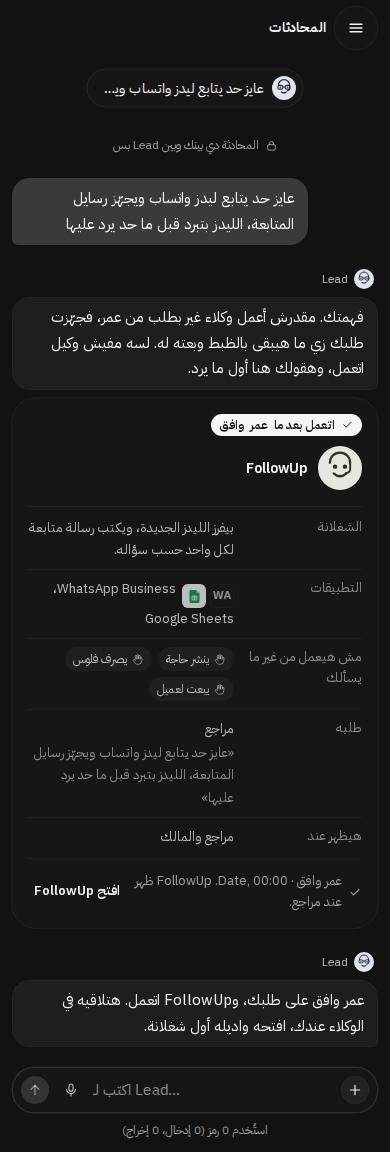 المحادثات
عايز حد يتابع ليدز واتساب ويـ...
المحادثة دي بينك وبين Lead بس
عايز حد يتابع ليدز واتساب ويجهّز رسايل
المتابعة، الليدز بتبرد قبل ما حد يرد عليها
Lead
فهمتك. مقدرش أعمل وكلاء غير بطلب من عمر، فجهّزت
طلبك زي ما هيبقى بالظبط وبعته له. لسه مفيش وكيل
اتعمل، وهقولك هنا أول ما يرد.
اتعمل بعد ما عمر وافق
FollowUp
الشغلانة
بيفرز الليدز الجديدة، ويكتب رسالة متابعة
لكل واحد حسب سؤاله.
التطبيقات
WA WhatsApp Business،
Google Sheets
مش هيعمل من غير ما
يسألك
ينشر حاجة
يصرف فلوس
يبعت لعميل
طلبه
مراجع
«عايز حد يتابع ليدز واتساب ويجهّز رسايل
المتابعة، الليدز بتبرد قبل ما حد يرد
عليها»
هيظهر عند
مراجع والمالك
عمر وافق · FollowUp .Date, 00:00 ظهر
عند مراجع.
افتح FollowUp
Lead
عمر وافق على طلبك، وFollowUp اتعمل. هتلاقيه في
الوكلاء عندك، افتحه واديله أول شغلانة.
اكتب لـ Lead...
استُخدم 0 رمز (0 إدخال، 0 إخراج)